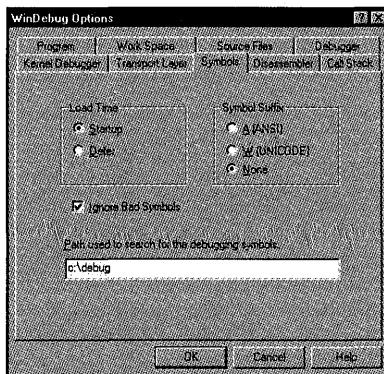 WinDebug Options
Program Work Space Source Files Debugger
Kernel Debugger Transport Layer Symbols Disassembler Call Stack
Load Time
Startup
Defer
Symbol Suffix
A (ANSI)
W (UNICODE)
None
Ignore Bad Symbols
Path used to search for the debugging symbols.
c:\debug
OK Cancel Help